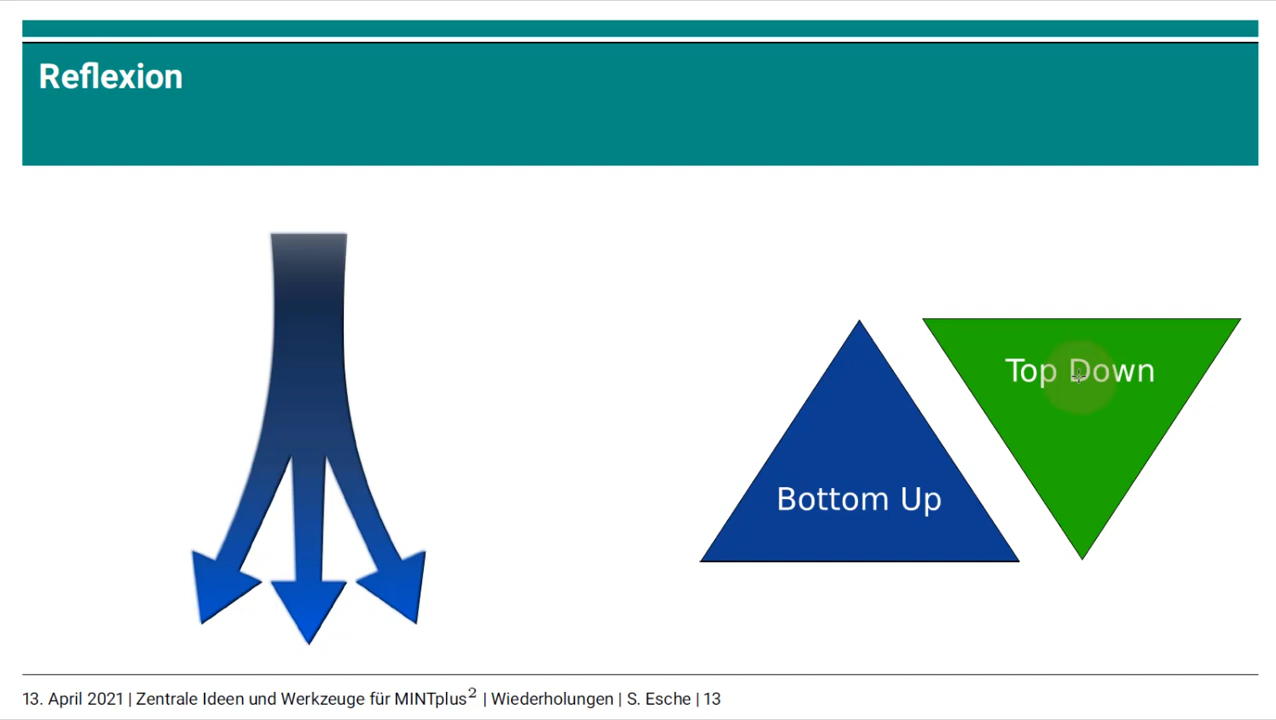 Reflexion
Top Down
Bottom Up
13. April 2021 | Zentrale Ideen und Werkzeuge für MINTplus² | Wiederholungen | S. Esche | 13